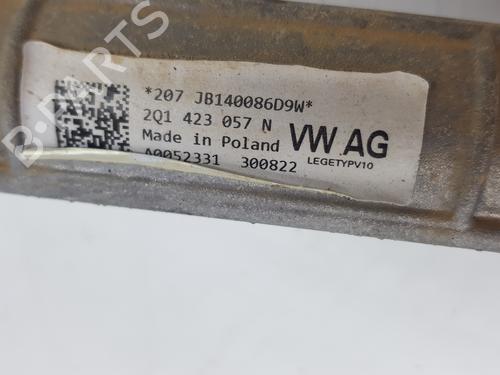 *207 JB140086D9W*
2Q1 423 057 N
Made in Poland
A0052331 300822
VW AG
LEGETYPV10
B-PARTS